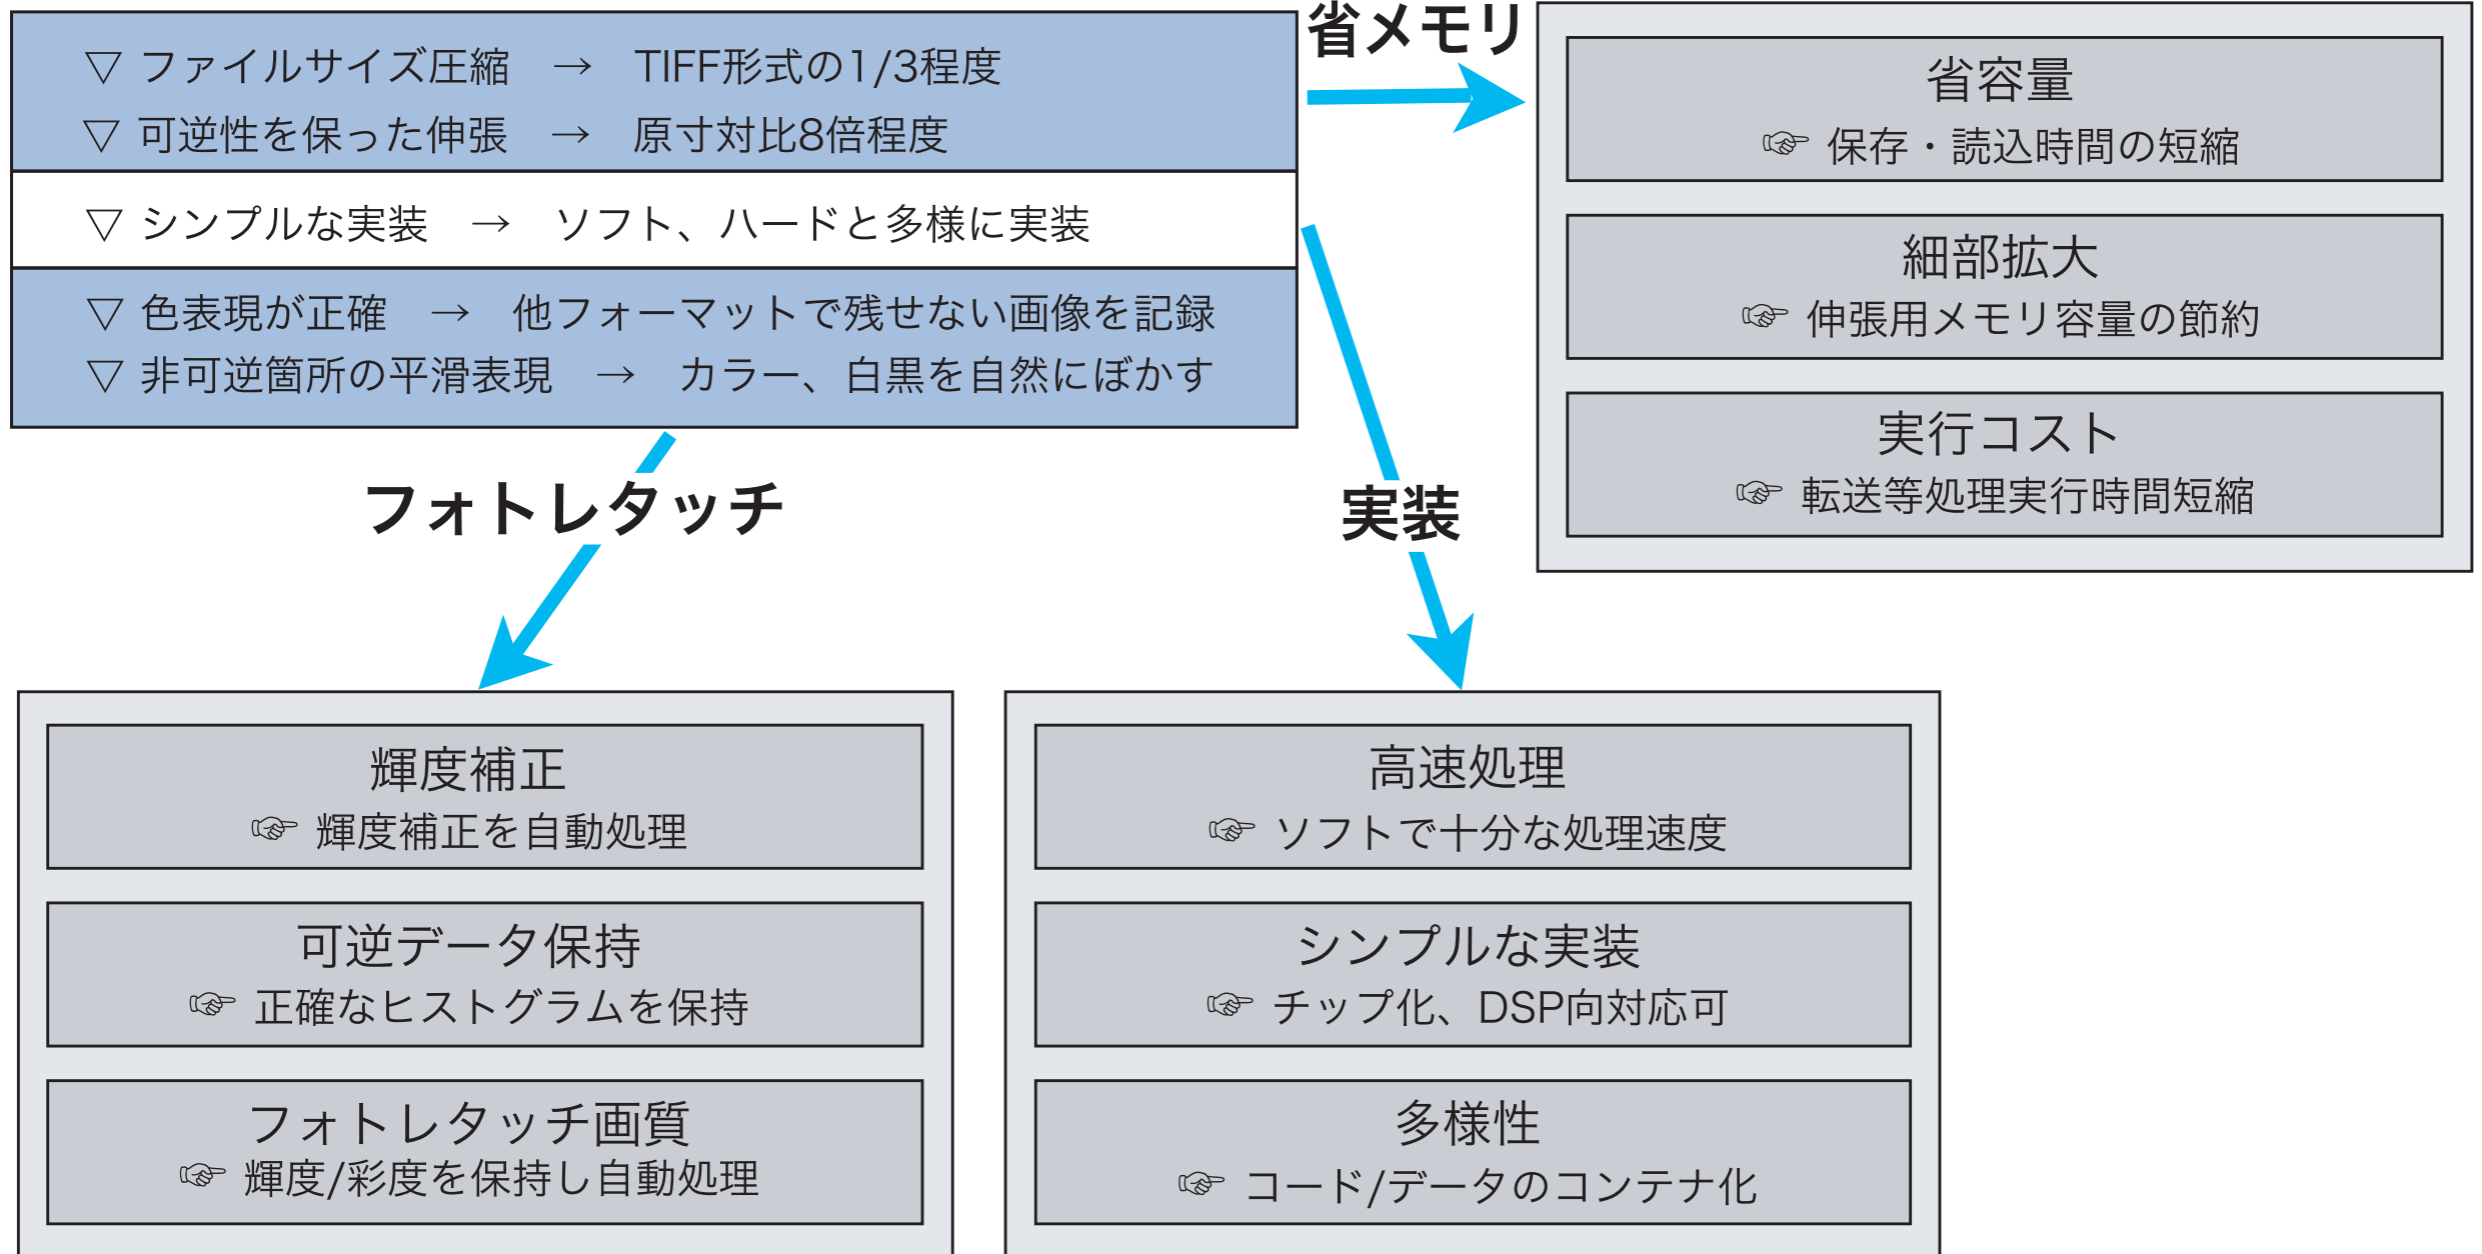 ▽ ファイルサイズ圧縮　→　TIFF形式の1/3程度
▽ 可逆性を保った伸張　→　原寸対比8倍程度
▽ シンプルな実装　→　ソフト、ハードと多様に実装
▽ 色表現が正確　→　他フォーマットで残せない画像を記録
▽ 非可逆箇所の平滑表現　→　カラー、白黒を自然にぼかす
省メモリ
省容量
☞ 保存・読込時間の短縮
細部拡大
☞ 伸張用メモリ容量の節約
実行コスト
☞ 転送等処理実行時間短縮
フォトレタッチ
輝度補正
☞ 輝度補正を自動処理
可逆データ保持
☞ 正確なヒストグラムを保持
フォトレタッチ画質
☞ 輝度/彩度を保持し自動処理
実装
高速処理
☞ ソフトで十分な処理速度
シンプルな実装
☞ チップ化、DSP向対応可
多様性
☞ コード/データのコンテナ化